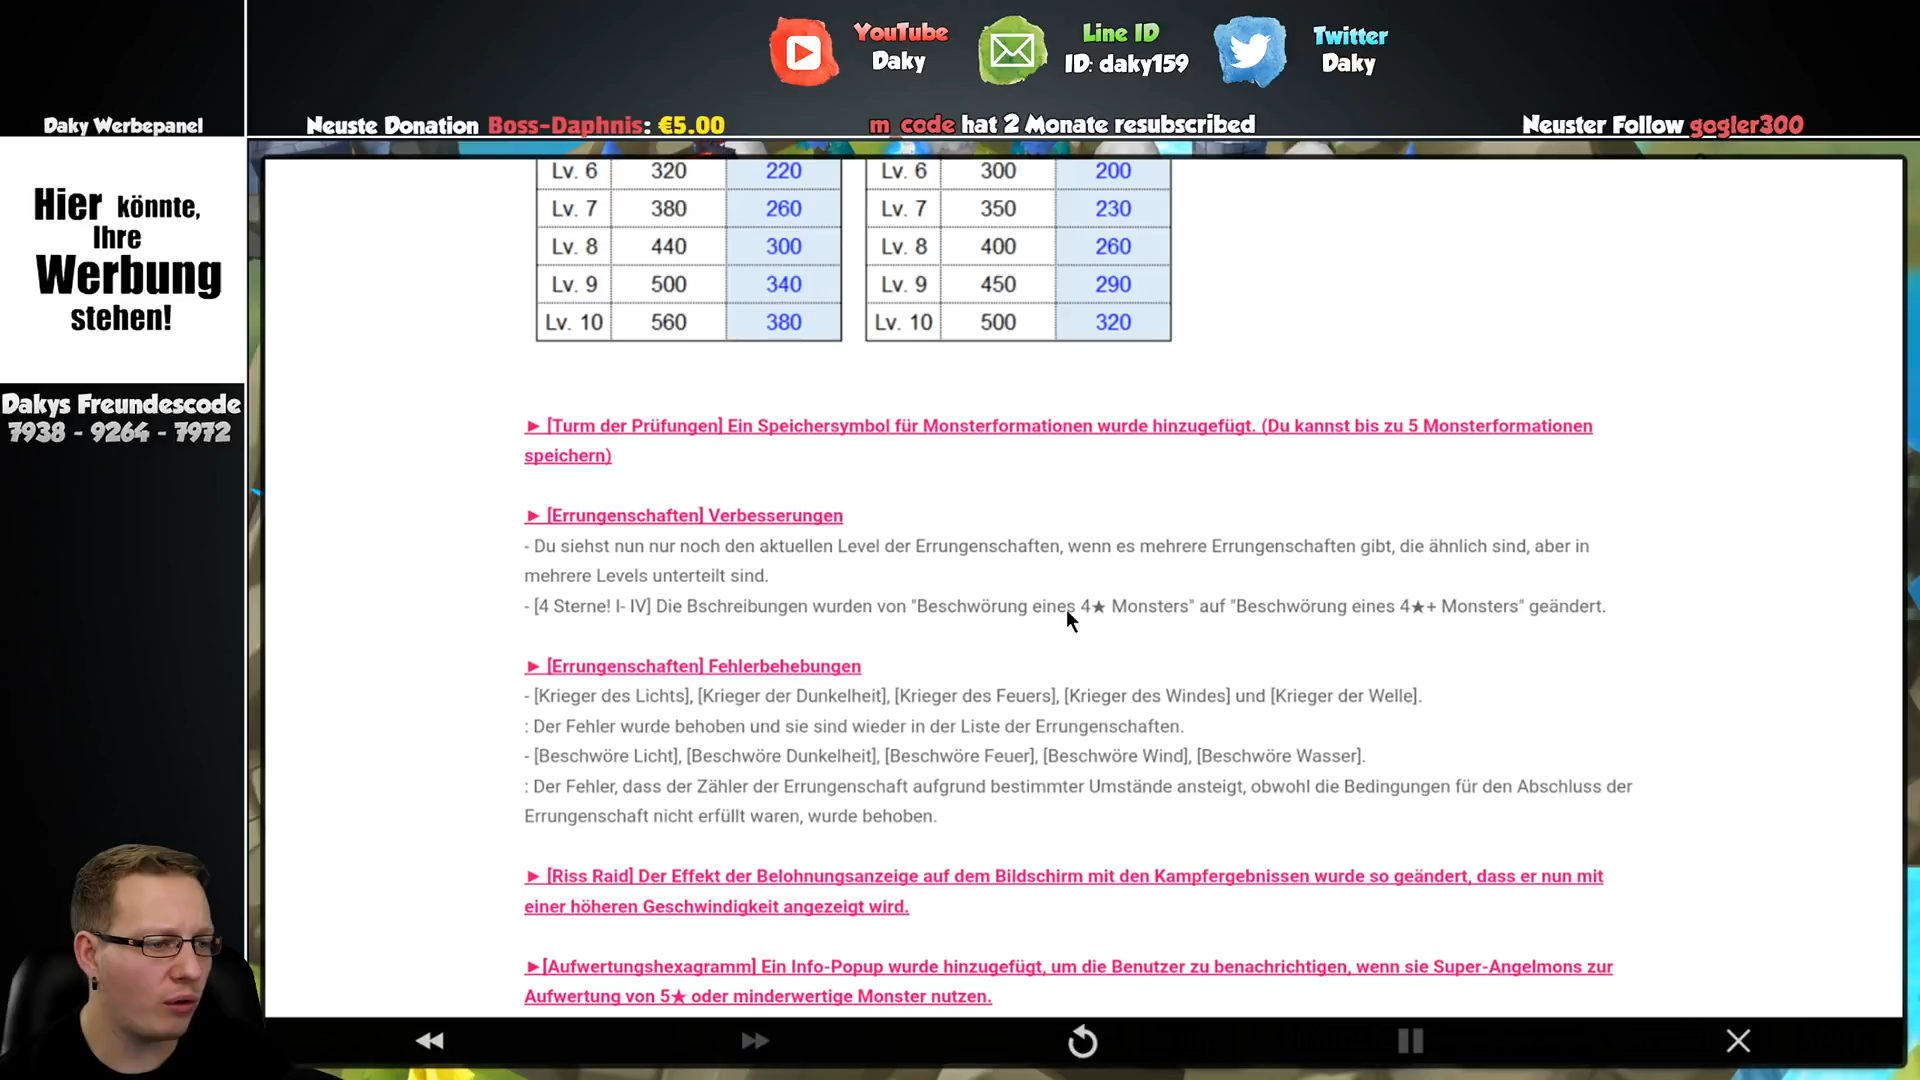 YouTube
Daky
Line ID
ID: daky159
Twitter
Daky
Daky Werbepanel
Neuste Donation Boss-Daphnis: €5.00
m_code hat 2 Monate resubscribed
Neuster Follow gogler300
Hier könnte,
Ihre
Werbung
stehen!
Dakys Freundescode
7938 - 9264 - 7972
Lv. 6 320 220 Lv. 6 300 200
Lv. 7 380 260 Lv. 7 350 230
Lv. 8 440 300 Lv. 8 400 260
Lv. 9 500 340 Lv. 9 450 290
Lv. 10 560 380 Lv. 10 500 320
► [Turm der Prüfungen] Ein Speichersymbol für Monsterformationen wurde hinzugefügt. (Du kannst bis zu 5 Monsterformationen
speichern)
► [Errungenschaften] Verbesserungen
- Du siehst nun nur noch den aktuellen Level der Errungenschaften, wenn es mehrere Errungenschaften gibt, die ähnlich sind, aber in
mehrere Levels unterteilt sind.
- [4 Sterne! I- IV] Die Bschreibungen wurden von "Beschwörung eines 4★ Monsters" auf "Beschwörung eines 4★+ Monsters" geändert.
► [Errungenschaften] Fehlerbehebungen
- [Krieger des Lichts], [Krieger der Dunkelheit], [Krieger des Feuers], [Krieger des Windes] und [Krieger der Welle].
: Der Fehler wurde behoben und sie sind wieder in der Liste der Errungenschaften.
- [Beschwöre Licht], [Beschwöre Dunkelheit], [Beschwöre Feuer], [Beschwöre Wind], [Beschwöre Wasser].
: Der Fehler, dass der Zähler der Errungenschaft aufgrund bestimmter Umstände ansteigt, obwohl die Bedingungen für den Abschluss der
Errungenschaft nicht erfüllt waren, wurde behoben.
► [Riss Raid] Der Effekt der Belohnungsanzeige auf dem Bildschirm mit den Kampfergebnissen wurde so geändert, dass er nun mit
einer höheren Geschwindigkeit angezeigt wird.
►[Aufwertungshexagramm] Ein Info-Popup wurde hinzugefügt, um die Benutzer zu benachrichtigen, wenn sie Super-Angelmons zur
Aufwertung von 5★ oder minderwertige Monster nutzen.